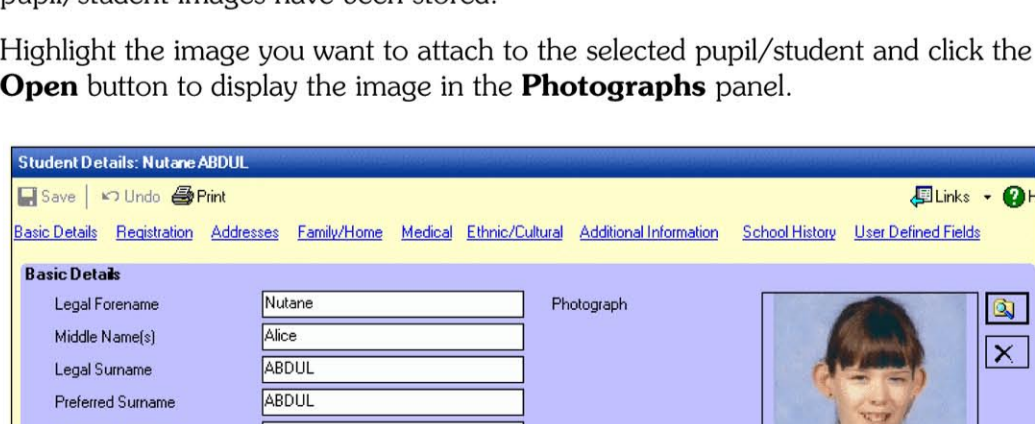 pupil/student images have been stored.
Highlight the image you want to attach to the selected pupil/student and click the
Open button to display the image in the Photographs panel.
Student Details: Nutane ABDUL
Save Undo Print Links H
Basic Details Registration Addresses Family/Home Medical Ethnic/Cultural Additional Information School History User Defined Fields
Basic Details
Legal Forename Nutane Photograph
Middle Name(s) Alice
Legal Surname ABDUL
Preferred Surname ABDUL